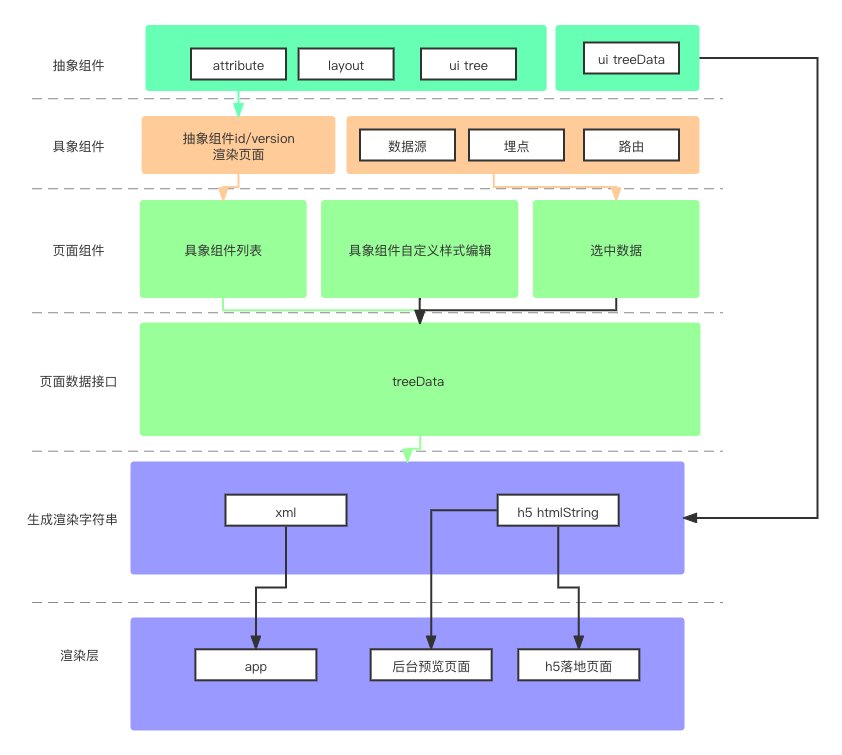 抽象组件
attribute
layout
ui tree
ui treeData
具象组件
抽象组件id/version
渲染页面
数据源
埋点
路由
页面组件
具象组件列表
具象组件自定义样式编辑
选中数据
页面数据接口
treeData
生成渲染字符串
xml
h5 htmlString
渲染层
app
后台预览页面
h5落地页面